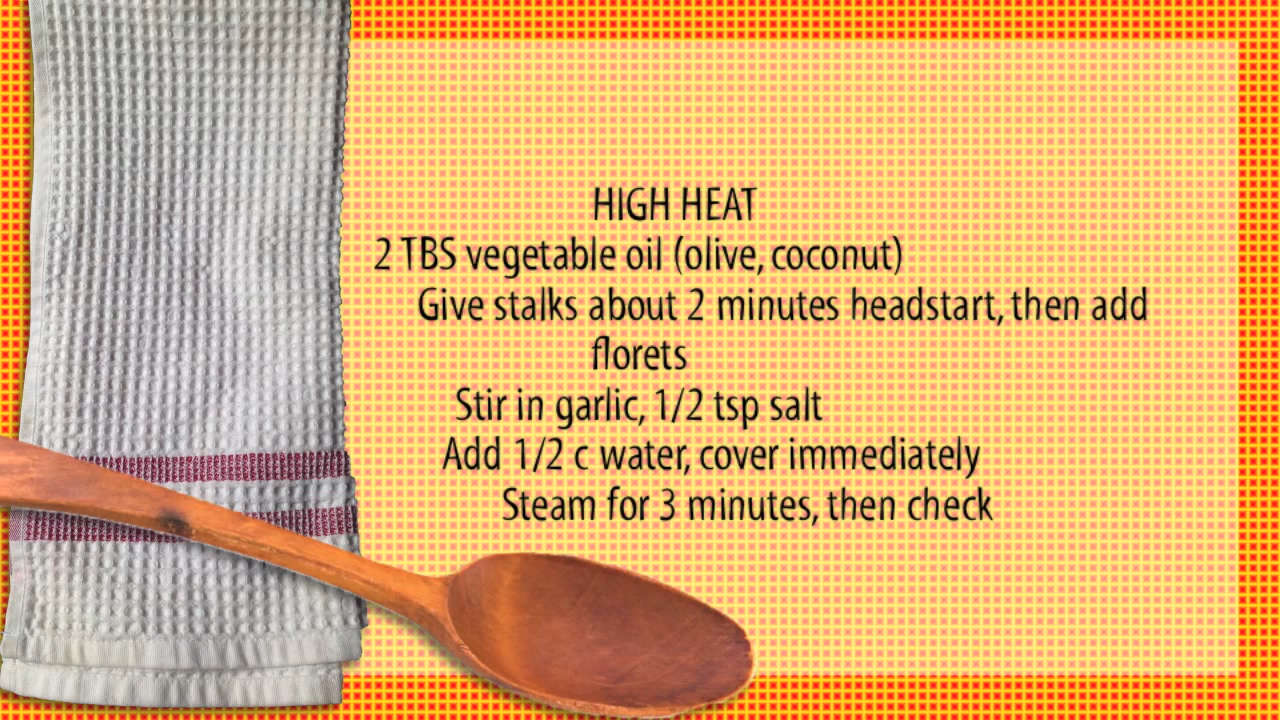 HIGH HEAT
2 TBS vegetable oil (olive, coconut)
Give stalks about 2 minutes headstart, then add
florets
Stir in garlic, 1/2 tsp salt
Add 1/2 c water, cover immediately
Steam for 3 minutes, then check